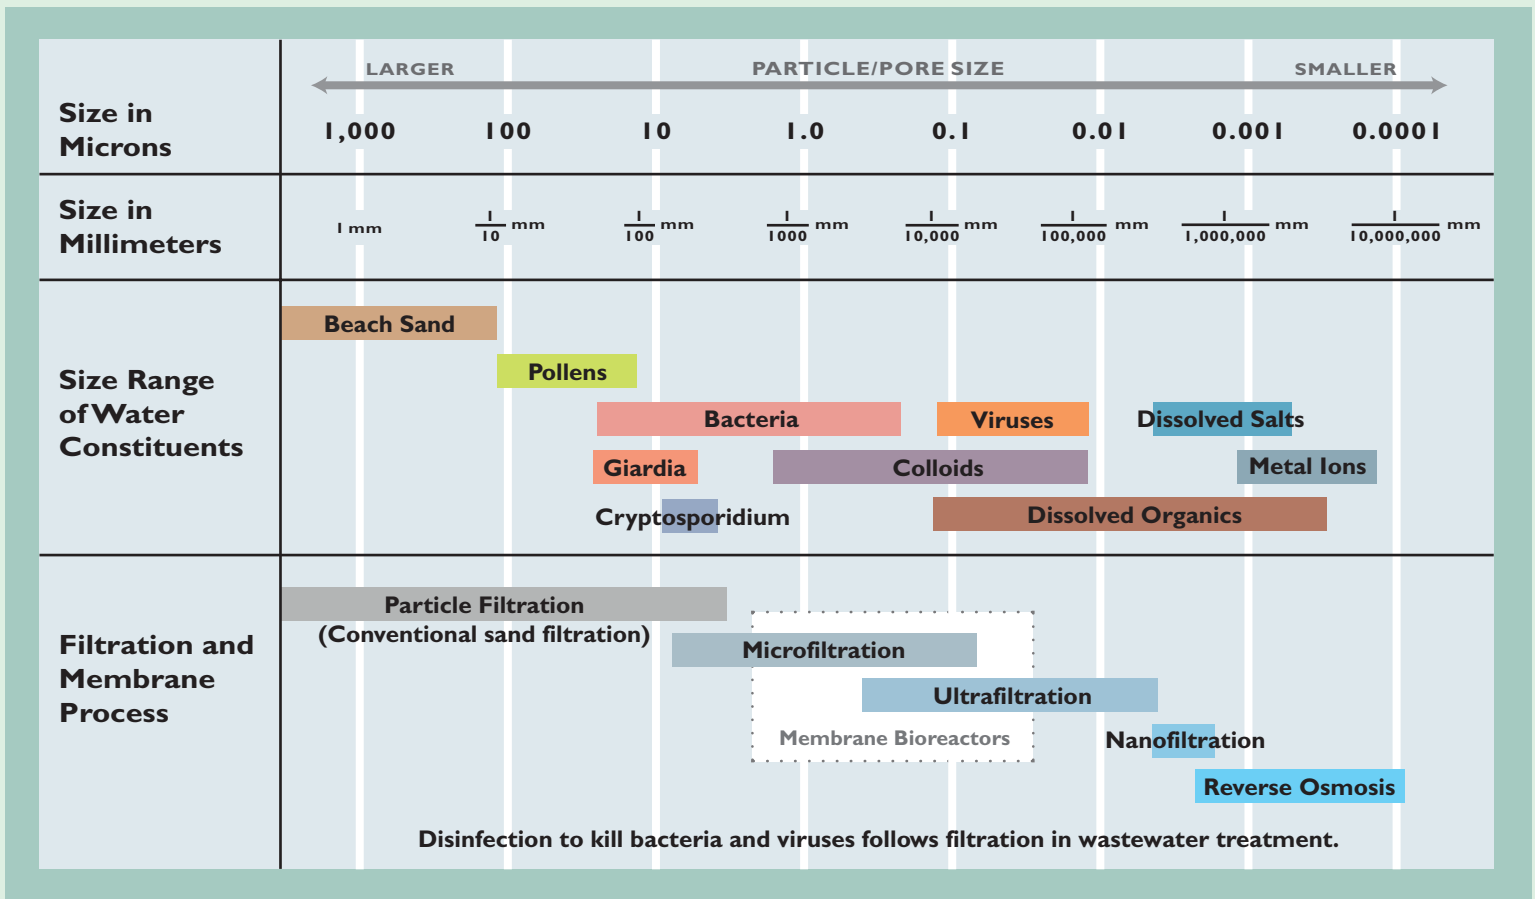 LARGER PARTICLE/PORE SIZE SMALLER
Size in
Microns
1,000 100 10 1.0 0.1 0.01 0.001 0.0001
Size in
Millimeters
1 mm 1/10 mm 1/100 mm 1/1000 mm 1/10,000 mm 1/100,000 mm 1/1,000,000 mm 1/10,000,000 mm
Size Range
of Water
Constituents
Beach Sand
Pollens
Bacteria Viruses Dissolved Salts
Giardia Colloids Metal Ions
Cryptosporidium Dissolved Organics
Filtration and
Membrane
Process
Particle Filtration
(Conventional sand filtration)
Microfiltration
Ultrafiltration
Membrane Bioreactors
Nanofiltration
Reverse Osmosis
Disinfection to kill bacteria and viruses follows filtration in wastewater treatment.